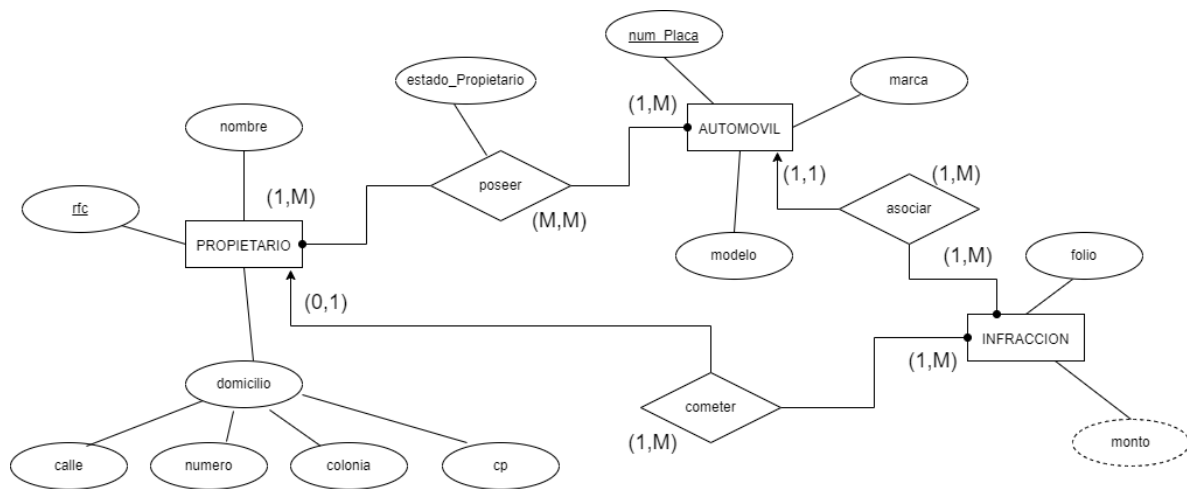 num_Placa
estado_Propietario
marca
(1,M)
nombre
AUTOMOVIL
(1,M)
poseer
(1,1)
(1,M)
rfc
asociar
(M,M)
PROPIETARIO
modelo
(1,M)
folio
(0,1)
INFRACCION
(1,M)
domicilio
cometer
(1,M)
monto
calle
numero
colonia
cp